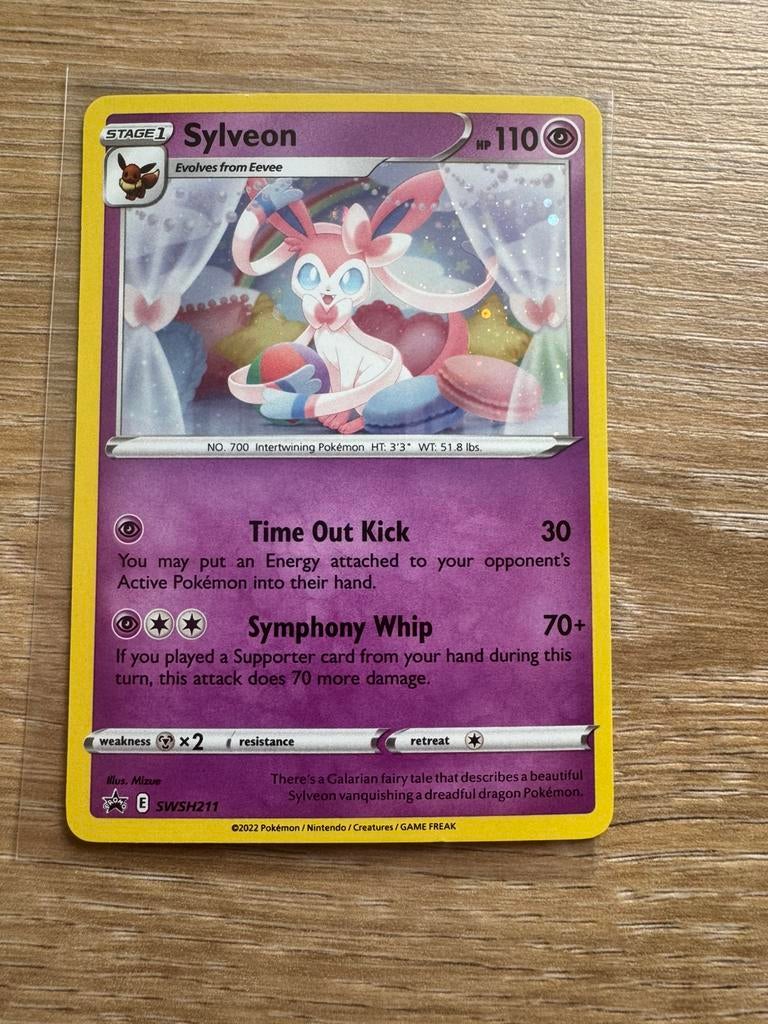 STAGE 1 Sylveon HP 110
Evolves from Eevee
NO. 700 Intertwining Pokémon HT: 3'3" WT: 51.8 lbs.
Time Out Kick 30
You may put an Energy attached to your opponent's
Active Pokémon into their hand.
Symphony Whip 70+
If you played a Supporter card from your hand during this
turn, this attack does 70 more damage.
weakness ×2 resistance retreat
Illus. Mizue
There's a Galarian fairy tale that describes a beautiful
Sylveon vanquishing a dreadful dragon Pokémon.
PROMO E SWSH211
©2022 Pokémon / Nintendo / Creatures / GAME FREAK